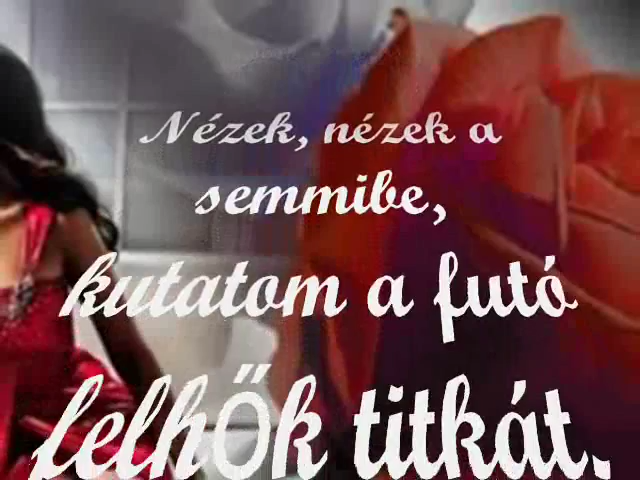 Nézek, nézek a
semmibe,
kutatom a futó
felhŐk titkát.